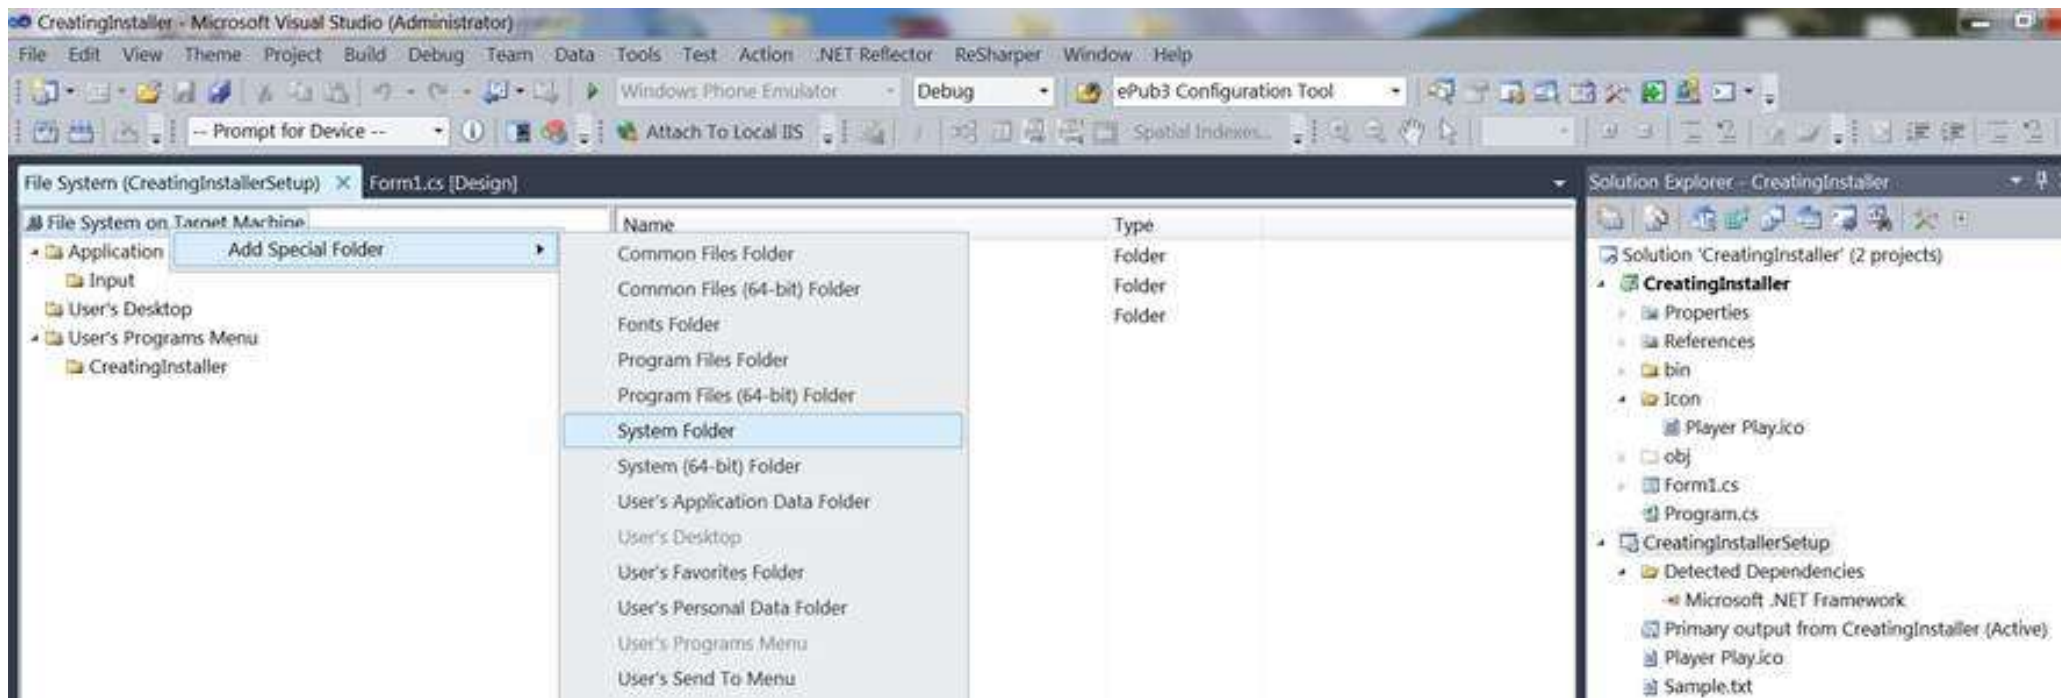 CreatingInstaller - Microsoft Visual Studio (Administrator)
File Edit View Theme Project Build Debug Team Data Tools Test Action .NET Reflector ReSharper Window Help
Windows Phone Emulator Debug ePub3 Configuration Tool
-- Prompt for Device -- Attach To Local IIS Spatial Indexes...
File System (CreatingInstallerSetup) Form1.cs [Design]
File System on Target Machine
Application
Input
User's Desktop
User's Programs Menu
CreatingInstaller
Add Special Folder
Name Type
Folder
Folder
Folder
Common Files Folder
Common Files (64-bit) Folder
Fonts Folder
Program Files Folder
Program Files (64-bit) Folder
System Folder
System (64-bit) Folder
User's Application Data Folder
User's Desktop
User's Favorites Folder
User's Personal Data Folder
User's Programs Menu
User's Send To Menu
Solution Explorer - CreatingInstaller
Solution 'CreatingInstaller' (2 projects)
CreatingInstaller
Properties
References
bin
Icon
Player Play.ico
obj
Form1.cs
Program.cs
CreatingInstallerSetup
Detected Dependencies
Microsoft .NET Framework
Primary output from CreatingInstaller (Active)
Player Play.ico
Sample.txt